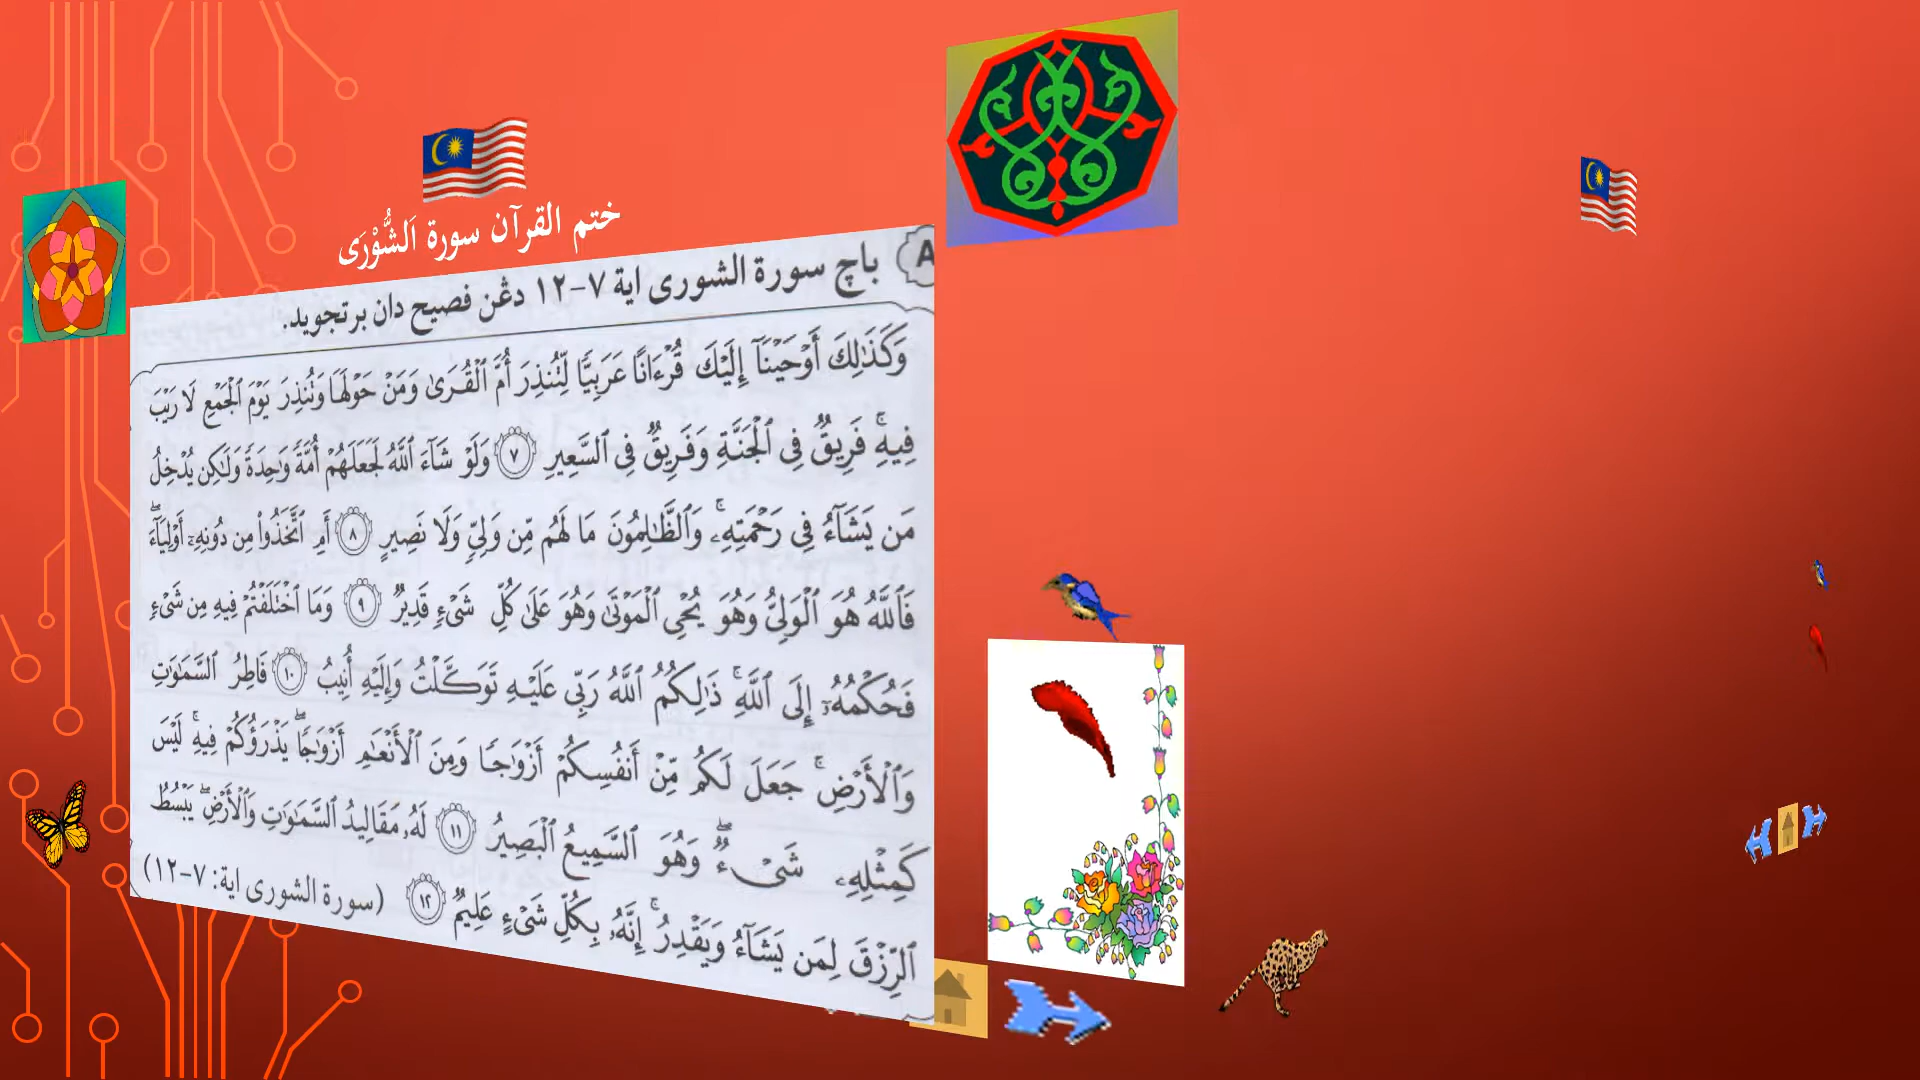 ختم القرآن سورة اَلشُّوْرَى
A
باچ سورة الشورى اية ٧-١٢ دڠن فصيح دان برتجويد.
وَكَذَٰلِكَ أَوْحَيْنَآ إِلَيْكَ قُرْءَانًا عَرَبِيًّا لِّتُنذِرَ أُمَّ ٱلْقُرَىٰ وَمَنْ حَوْلَهَا وَتُنذِرَ يَوْمَ ٱلْجَمْعِ لَا رَيْبَ
فِيهِۚ فَرِيقٌ فِى ٱلْجَنَّةِ وَفَرِيقٌ فِى ٱلسَّعِيرِ ٧ وَلَوْ شَآءَ ٱللَّهُ لَجَعَلَهُمْ أُمَّةً وَٰحِدَةً وَلَٰكِن يُدْخِلُ
مَن يَشَآءُ فِى رَحْمَتِهِۦۚ وَٱلظَّٰلِمُونَ مَا لَهُم مِّن وَلِىٍّ وَلَا نَصِيرٍ ٨ أَمِ ٱتَّخَذُوا۟ مِن دُونِهِۦٓ أَوْلِيَآءَۖ
فَٱللَّهُ هُوَ ٱلْوَلِىُّ وَهُوَ يُحْىِ ٱلْمَوْتَىٰ وَهُوَ عَلَىٰ كُلِّ شَىْءٍ قَدِيرٌ ٩ وَمَا ٱخْتَلَفْتُمْ فِيهِ مِن شَىْءٍ
فَحُكْمُهُۥٓ إِلَى ٱللَّهِۚ ذَٰلِكُمُ ٱللَّهُ رَبِّى عَلَيْهِ تَوَكَّلْتُ وَإِلَيْهِ أُنِيبُ ١٠ فَاطِرُ ٱلسَّمَٰوَٰتِ
وَٱلْأَرْضِۚ جَعَلَ لَكُم مِّنْ أَنفُسِكُمْ أَزْوَٰجًا وَمِنَ ٱلْأَنْعَٰمِ أَزْوَٰجًاۖ يَذْرَؤُكُمْ فِيهِۚ لَيْسَ
كَمِثْلِهِۦ شَىْءٌۖ وَهُوَ ٱلسَّمِيعُ ٱلْبَصِيرُ ١١ لَهُۥ مَقَالِيدُ ٱلسَّمَٰوَٰتِ وَٱلْأَرْضِۖ يَبْسُطُ
ٱلرِّزْقَ لِمَن يَشَآءُ وَيَقْدِرُۚ إِنَّهُۥ بِكُلِّ شَىْءٍ عَلِيمٌ ١٢ (سورة الشورى اية: ٧-١٢)